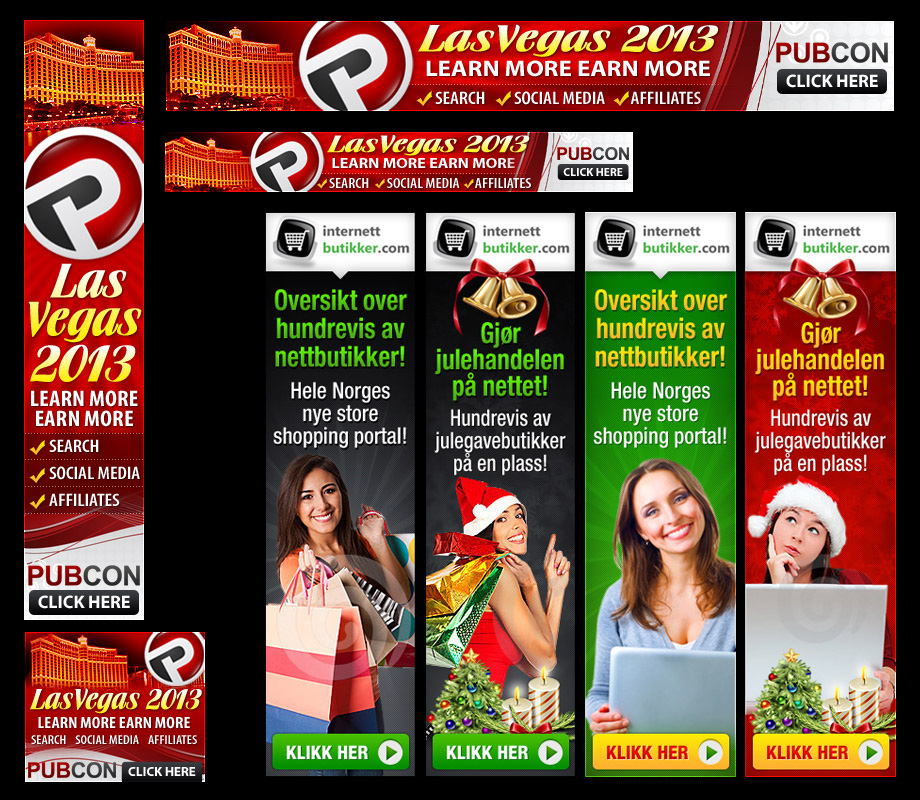 Las
Vegas
2013
LEARN MORE
EARN MORE
SEARCH
SOCIAL MEDIA
AFFILIATES
PUBCON
CLICK HERE
LasVegas 2013
LEARN MORE EARN MORE
SEARCH SOCIAL MEDIA AFFILIATES
PUBCON
CLICK HERE
LasVegas 2013
LEARN MORE EARN MORE
SEARCH SOCIAL MEDIA AFFILIATES
PUBCON
CLICK HERE
LasVegas 2013
LEARN MORE EARN MORE
SEARCH SOCIAL MEDIA AFFILIATES
PUBCON CLICK HERE
internett
butikker.com
Oversikt over
hundrevis av
nettbutikker!
Hele Norges
nye store
shopping portal!
KLIKK HER
internett
butikker.com
Gjør
julehandelen
på nettet!
Hundrevis av
julegavebutikker
på en plass!
KLIKK HER
internett
butikker.com
Oversikt over
hundrevis av
nettbutikker!
Hele Norges
nye store
shopping portal!
KLIKK HER
internett
butikker.com
Gjør
julehandelen
på nettet!
Hundrevis av
julegavebutikker
på en plass!
KLIKK HER